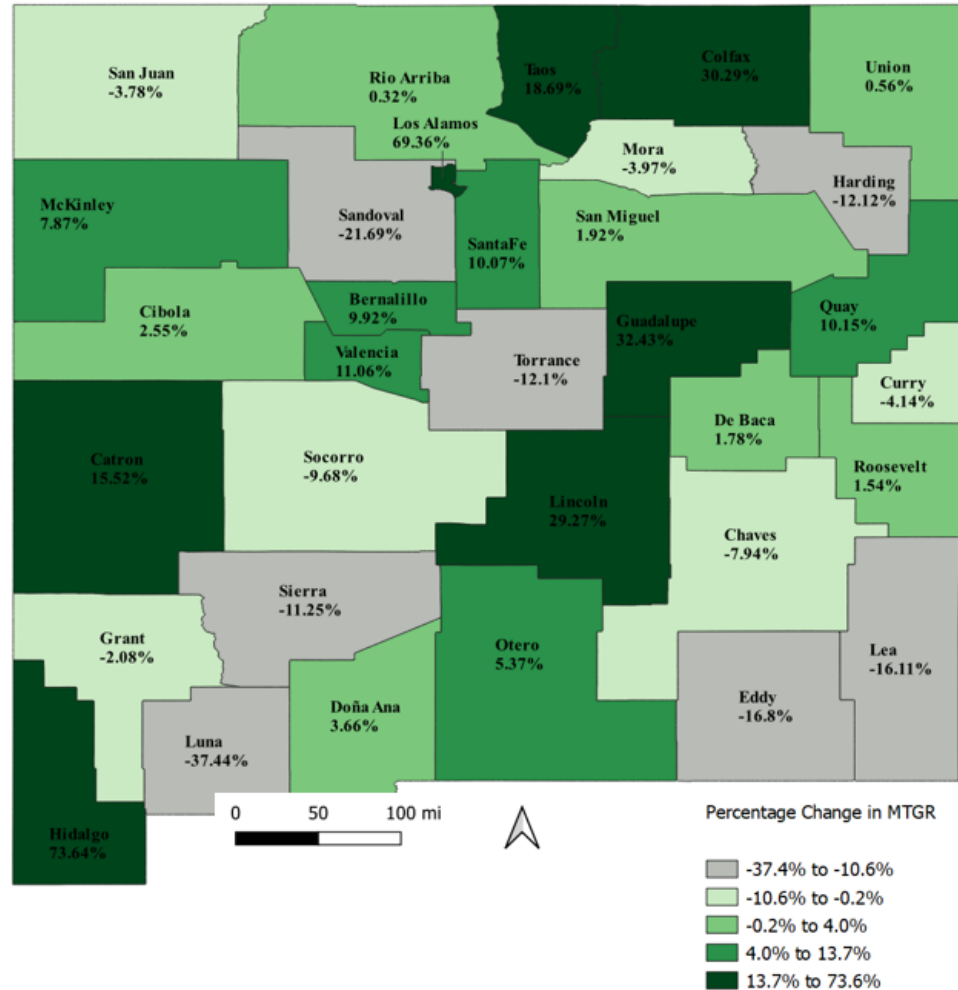 San Juan
-3.78%
Rio Arriba
0.32%
Taos
18.69%
Colfax
30.29%
Union
0.56%
Los Alamos
69.36%
Mora
-3.97%
Harding
-12.12%
McKinley
7.87%
Sandoval
-21.69%
SantaFe
10.07%
San Miguel
1.92%
Cibola
2.55%
Bernalillo
9.92%
Guadalupe
32.43%
Quay
10.15%
Valencia
11.06%
Torrance
-12.1%
Curry
-4.14%
De Baca
1.78%
Catron
15.52%
Socorro
-9.68%
Roosevelt
1.54%
Lincoln
29.27%
Chaves
-7.94%
Sierra
-11.25%
Grant
-2.08%
Otero
5.37%
Lea
-16.11%
Eddy
-16.8%
Doña Ana
3.66%
Luna
-37.44%
Hidalgo
73.64%
0 50 100 mi
Percentage Change in MTGR
-37.4% to -10.6%
-10.6% to -0.2%
-0.2% to 4.0%
4.0% to 13.7%
13.7% to 73.6%